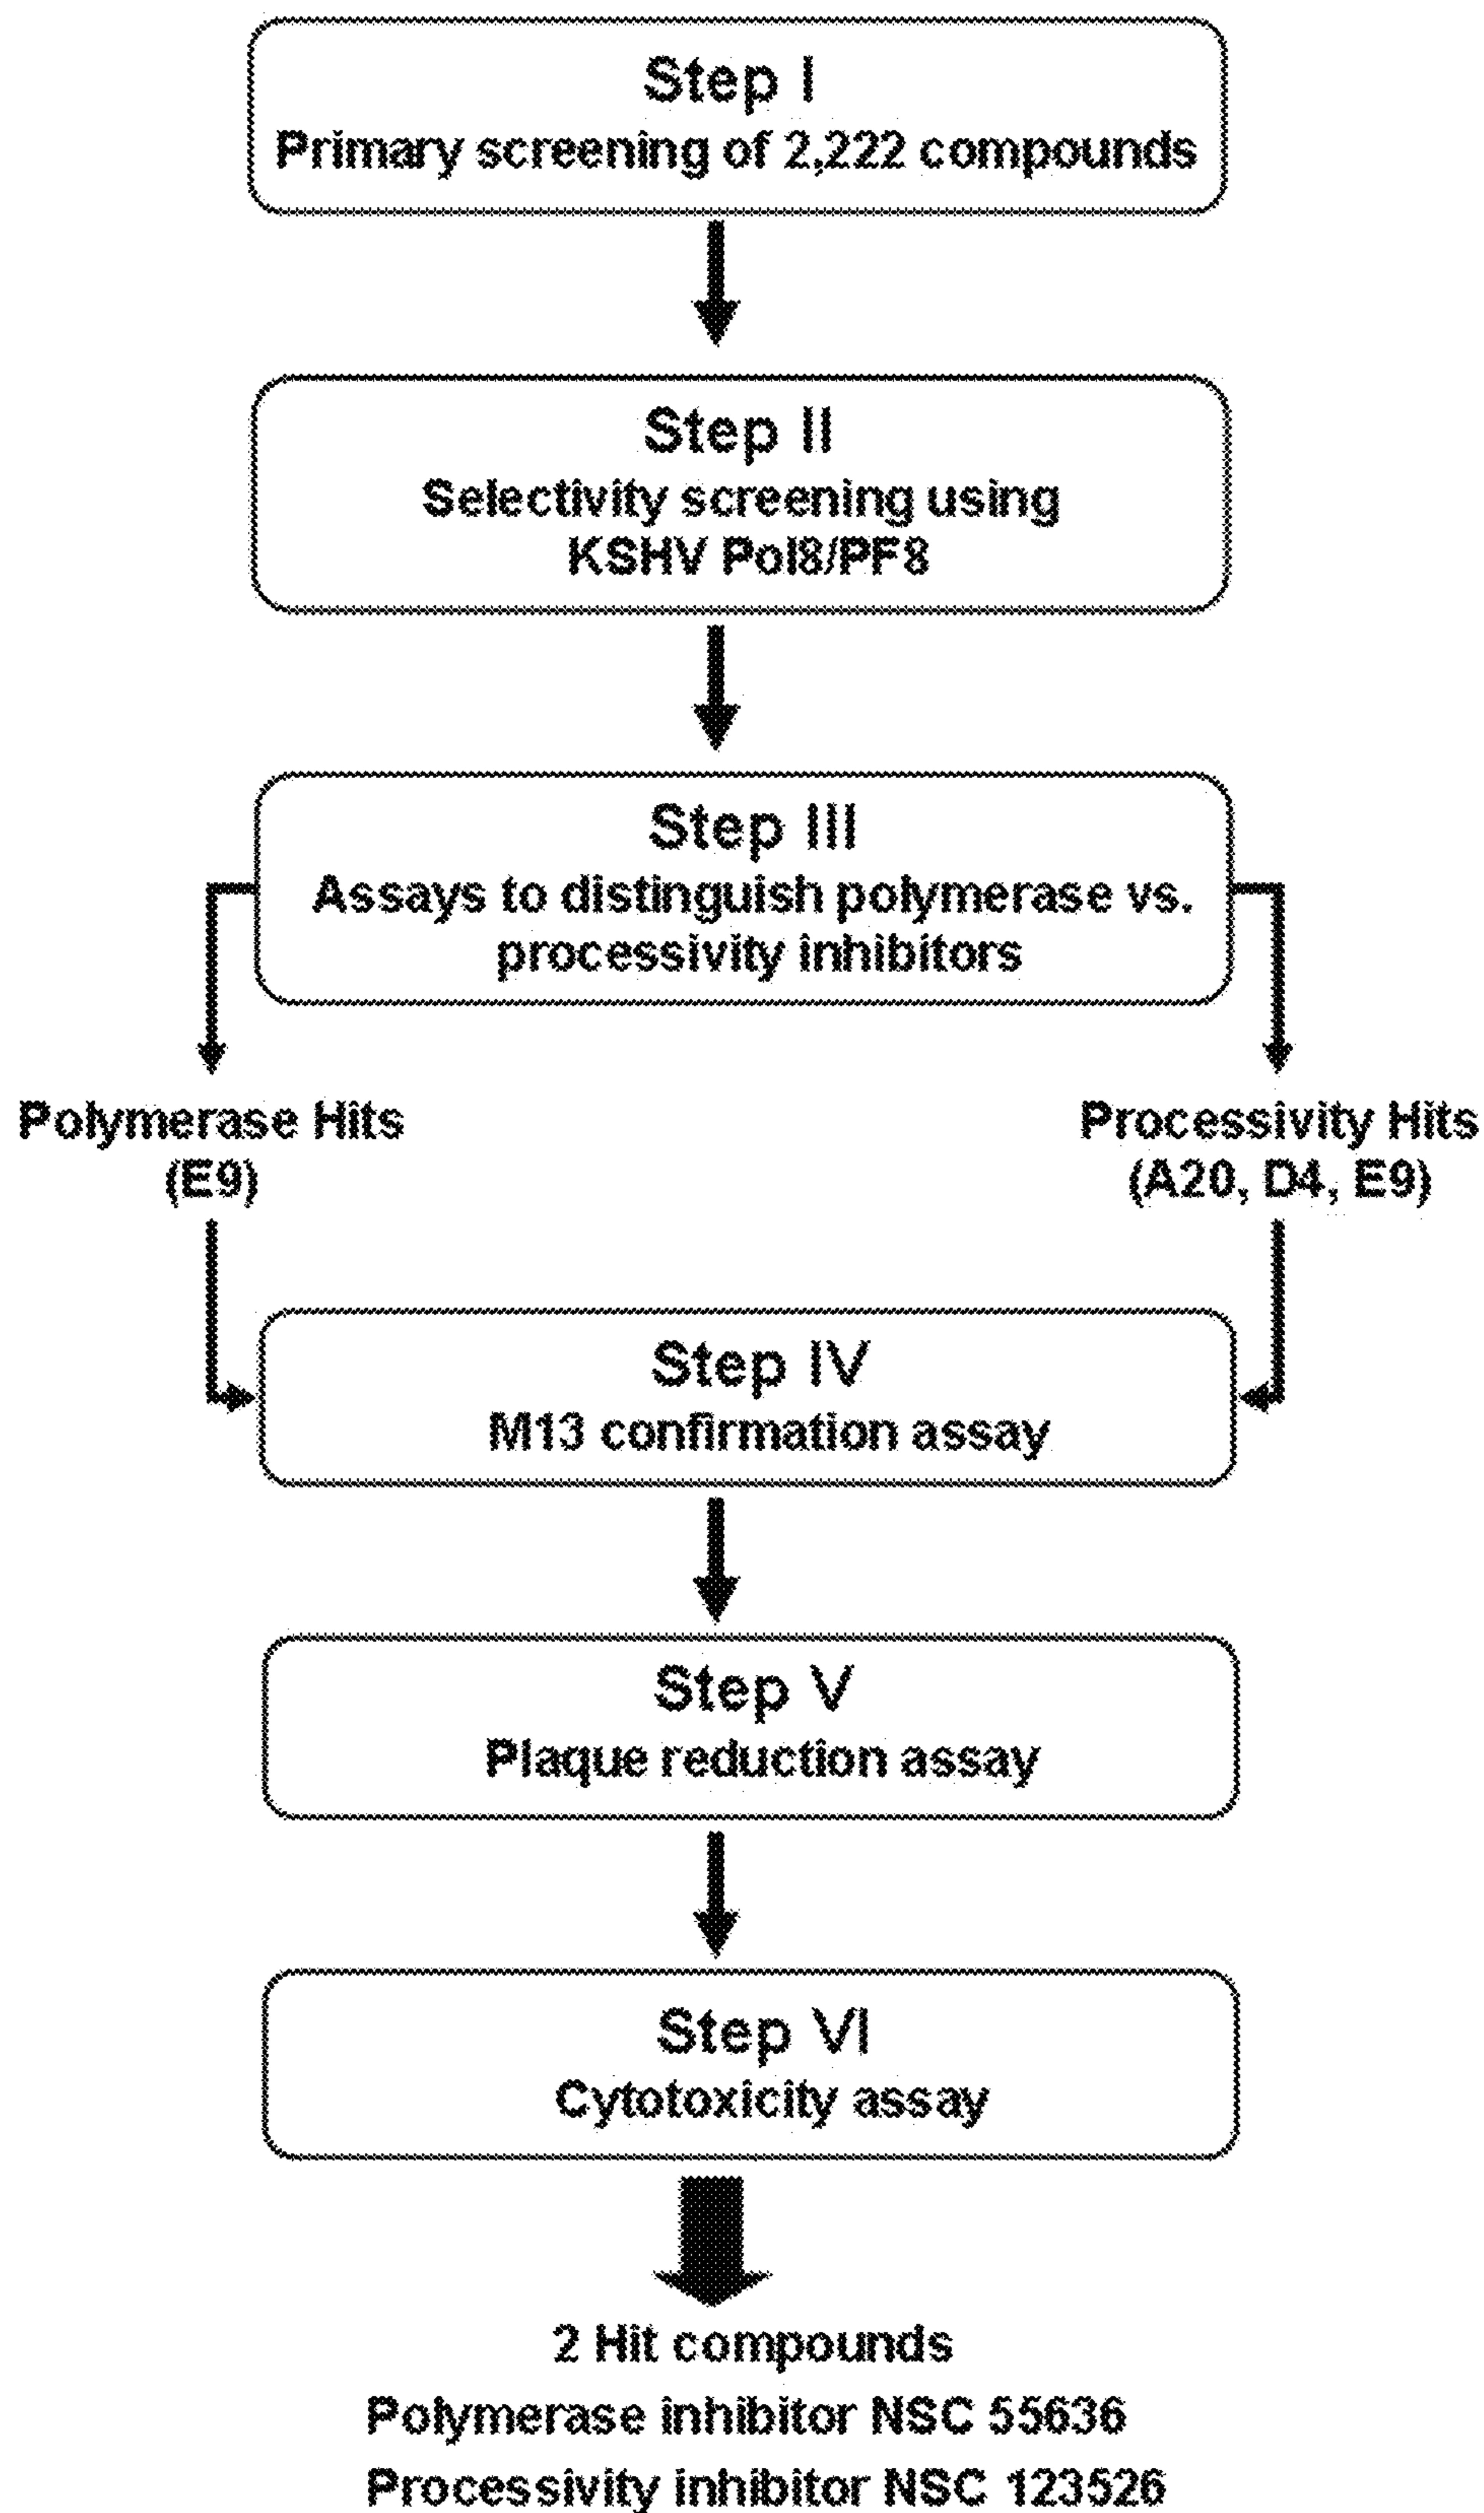 Step I
Primary screening of 2,222 compounds
Step II
Selectivity screening using
KSHV Pol8/PF8
Step III
Assays to distinguish polymerase vs.
processivity inhibitors
Polymerase Hits
(E9)
Processivity Hits
(A20, D4, E9)
Step IV
M13 confirmation assay
Step V
Plaque reduction assay
Step VI
Cytotoxicity assay
2 Hit compounds
Polymerase inhibitor NSC 55636
Processivity inhibitor NSC 123526